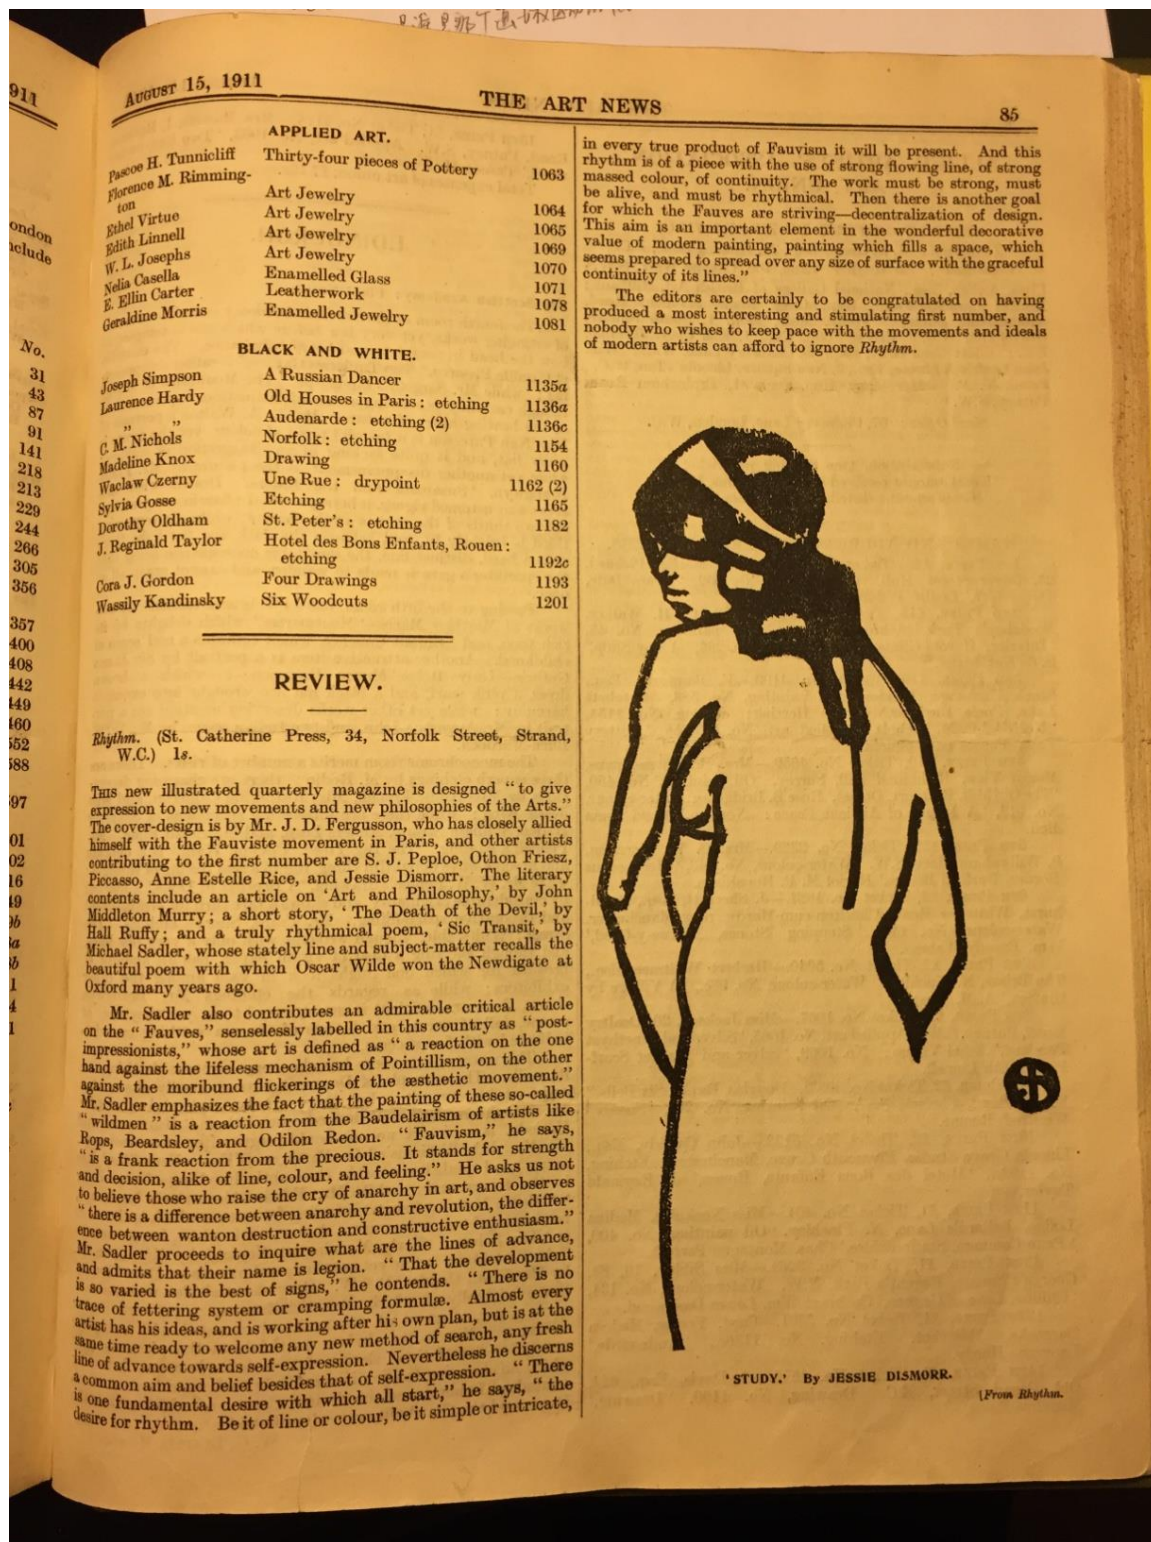 911
ondon
nclude
No.
31
43
87
91
141
218
213
229
244
266
305
356
357
400
408
442
449
460
552
588
AUGUST 15, 1911
THE ART NEWS
85
APPLIED ART.
Pascoe H. Tunnicliff Thirty-four pieces of Pottery 1063
Florence M. Rimming-
ton Art Jewelry 1064
Ethel Virtue Art Jewelry 1065
Edith Linnell Art Jewelry 1069
W. L. Josephs Art Jewelry 1070
Nelia Casella Enamelled Glass 1071
E. Ellin Carter Leatherwork 1078
Geraldine Morris Enamelled Jewelry 1081
BLACK AND WHITE.
Joseph Simpson A Russian Dancer 1135a
Laurence Hardy Old Houses in Paris : etching 1136a
„ „ Audenarde : etching (2) 1136c
C. M. Nichols Norfolk : etching 1154
Madeline Knox Drawing 1160
Waclaw Czerny Une Rue : drypoint 1162 (2)
Sylvia Gosse Etching 1165
Dorothy Oldham St. Peter's : etching 1182
J. Reginald Taylor Hotel des Bons Enfants, Rouen :
etching 1192c
Cora J. Gordon Four Drawings 1193
Wassily Kandinsky Six Woodcuts 1201
REVIEW.
Rhythm. (St. Catherine Press, 34, Norfolk Street, Strand,
W.C.) 1s.
THIS new illustrated quarterly magazine is designed “ to give
expression to new movements and new philosophies of the Arts.”
The cover-design is by Mr. J. D. Fergusson, who has closely allied
himself with the Fauviste movement in Paris, and other artists
contributing to the first number are S. J. Peploe, Othon Friesz,
Piccasso, Anne Estelle Rice, and Jessie Dismorr. The literary
contents include an article on ‘Art and Philosophy,’ by John
Middleton Murry ; a short story, ‘ The Death of the Devil,’ by
Hall Ruffy ; and a truly rhythmical poem, ‘ Sic Transit,’ by
Michael Sadler, whose stately line and subject-matter recalls the
beautiful poem with which Oscar Wilde won the Newdigate at
Oxford many years ago.
Mr. Sadler also contributes an admirable critical article
on the “ Fauves,” senselessly labelled in this country as “ post-
impressionists,” whose art is defined as “ a reaction on the one
hand against the lifeless mechanism of Pointillism, on the other
against the moribund flickerings of the æsthetic movement.”
Mr. Sadler emphasizes the fact that the painting of these so-called
“ wildmen ” is a reaction from the Baudelairism of artists like
Rops, Beardsley, and Odilon Redon. “ Fauvism,” he says,
“ is a frank reaction from the precious. It stands for strength
and decision, alike of line, colour, and feeling.” He asks us not
to believe those who raise the cry of anarchy in art, and observes
“ there is a difference between anarchy and revolution, the differ-
ence between wanton destruction and constructive enthusiasm.”
Mr. Sadler proceeds to inquire what are the lines of advance,
and admits that their name is legion. “ That the development
is so varied is the best of signs,” he contends. “ There is no
trace of fettering system or cramping formulæ. Almost every
artist has his ideas, and is working after his own plan, but is at the
same time ready to welcome any new method of search, any fresh
line of advance towards self-expression. Nevertheless he discerns
a common aim and belief besides that of self-expression. “ There
is one fundamental desire with which all start,” he says, “ the
desire for rhythm. Be it of line or colour, be it simple or intricate,
in every true product of Fauvism it will be present. And this
rhythm is of a piece with the use of strong flowing line, of strong
massed colour, of continuity. The work must be strong, must
be alive, and must be rhythmical. Then there is another goal
for which the Fauves are striving—decentralization of design.
This aim is an important element in the wonderful decorative
value of modern painting, painting which fills a space, which
seems prepared to spread over any size of surface with the graceful
continuity of its lines.”
The editors are certainly to be congratulated on having
produced a most interesting and stimulating first number, and
nobody who wishes to keep pace with the movements and ideals
of modern artists can afford to ignore Rhythm.
‘ STUDY.’ By JESSIE DISMORR.
[From Rhythm.